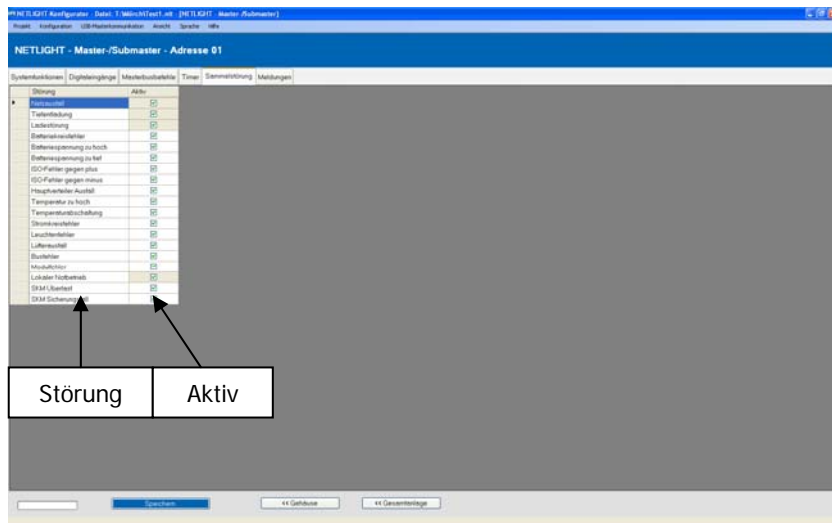 NETLIGHT Konfigurator - Datei: T:\Mörch\Test1.ntt - [NETLIGHT - Master-/Submaster]
Projekt Konfiguration USB-Masterkommunikation Ansicht Sprache Hilfe
NETLIGHT - Master-/Submaster - Adresse 01
Systemfunktionen Digitaleingänge Masterbusbefehle Timer Sammelstörung Meldungen
Störung Aktiv
Netzausfall
Tiefentladung
Ladestörung
Batteriekreisfehler
Batteriespannung zu hoch
Batteriespannung zu tief
ISO-Fehler gegen plus
ISO-Fehler gegen minus
Hauptverteiler Ausfall
Temperatur zu hoch
Temperaturabschaltung
Stromkreisfehler
Leuchtenfehler
Lüfterausfall
Busfehler
Modulfehler
Lokaler Notbetrieb
SKM Überlast
SKM
Störung Aktiv
Speichern << Gehäuse << Gesamtanlage